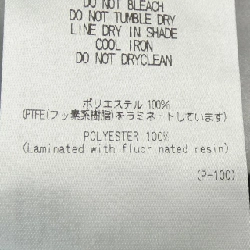 DO NOT BLEACH
DO NOT TUMBLE DRY
LINE DRY IN SHADE
COOL IRON
DO NOT DRYCLEAN
ポリエステル 100%
(PTFE(フッ素系樹脂)をラミネートしています)
POLYESTER 100%
(Laminated with fluorinated resin)
(P-100)